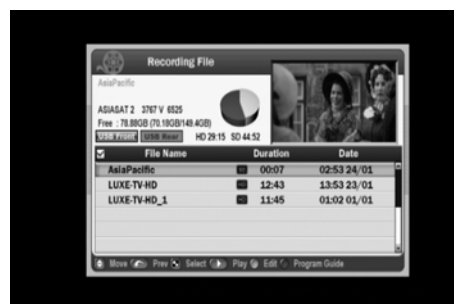 Recording File
AsiaPacific
ASIASAT 2 3767 V 6525
Free : 78.88GB (70.18GB/149.4GB)
USB Front USB Rear HD 29:15 SD 44:52
File Name Duration Date
AsiaPacific 00:07 02:53 24/01
LUXE-TV-HD 12:43 13:53 23/01
LUXE-TV-HD_1 11:45 01:02 01/01
Move Prev Select Play Edit Program Guide